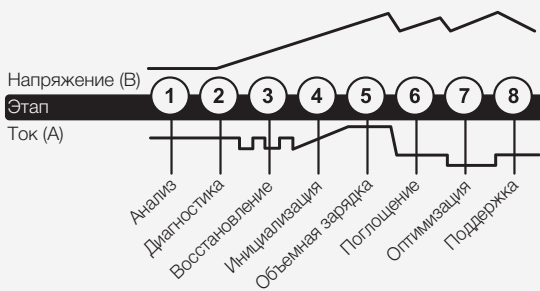 Напряжение (В)
1 2 3 4 5 6 7 8
Этап
Ток (А)
Анализ
Диагностика
Восстановление
Инициализация
Объемная зарядка
Поглощение
Оптимизация
Поддержка